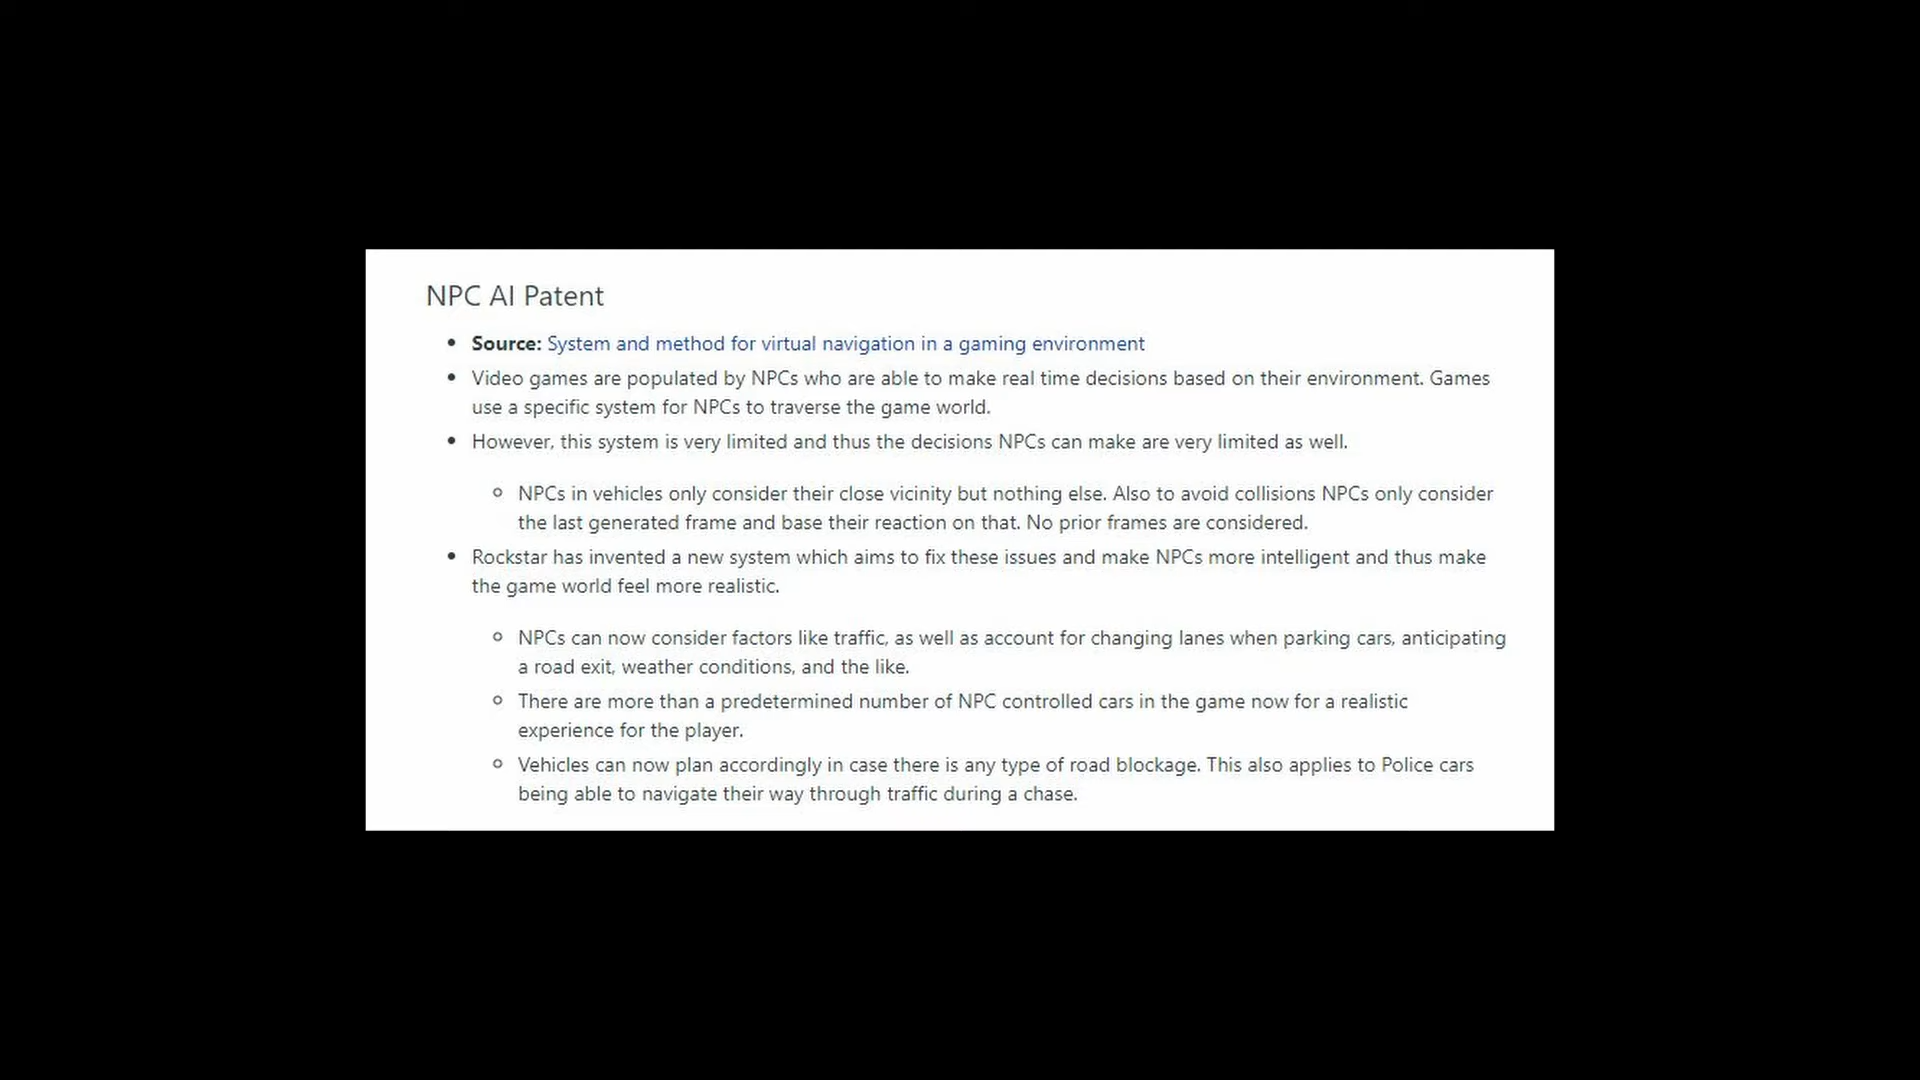 NPC AI Patent
• Source: System and method for virtual navigation in a gaming environment
• Video games are populated by NPCs who are able to make real time decisions based on their environment. Games
use a specific system for NPCs to traverse the game world.
• However, this system is very limited and thus the decisions NPCs can make are very limited as well.
○ NPCs in vehicles only consider their close vicinity but nothing else. Also to avoid collisions NPCs only consider
the last generated frame and base their reaction on that. No prior frames are considered.
• Rockstar has invented a new system which aims to fix these issues and make NPCs more intelligent and thus make
the game world feel more realistic.
○ NPCs can now consider factors like traffic, as well as account for changing lanes when parking cars, anticipating
a road exit, weather conditions, and the like.
○ There are more than a predetermined number of NPC controlled cars in the game now for a realistic
experience for the player.
○ Vehicles can now plan accordingly in case there is any type of road blockage. This also applies to Police cars
being able to navigate their way through traffic during a chase.